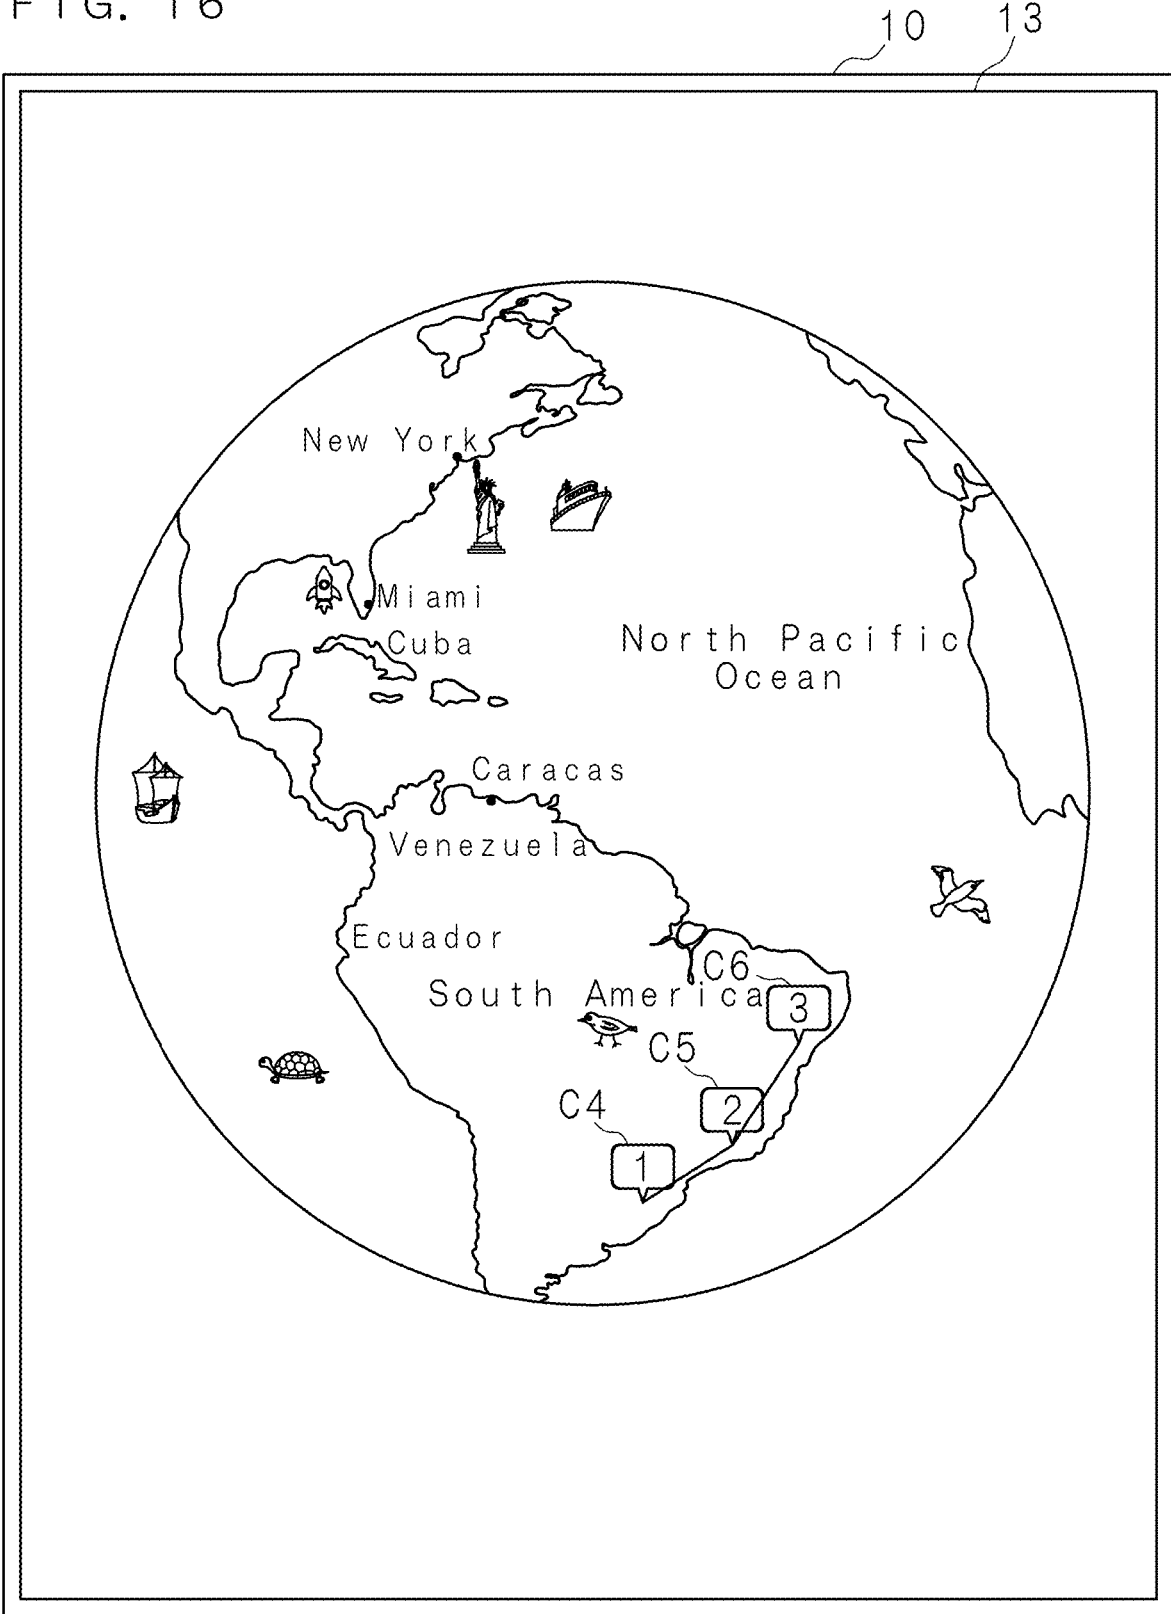 FIG. 16
10
13
New York
Miami
Cuba
North Pacific
Ocean
Caracas
Venezuela
Ecuador
C6
South America
3
C5
2
C4
1